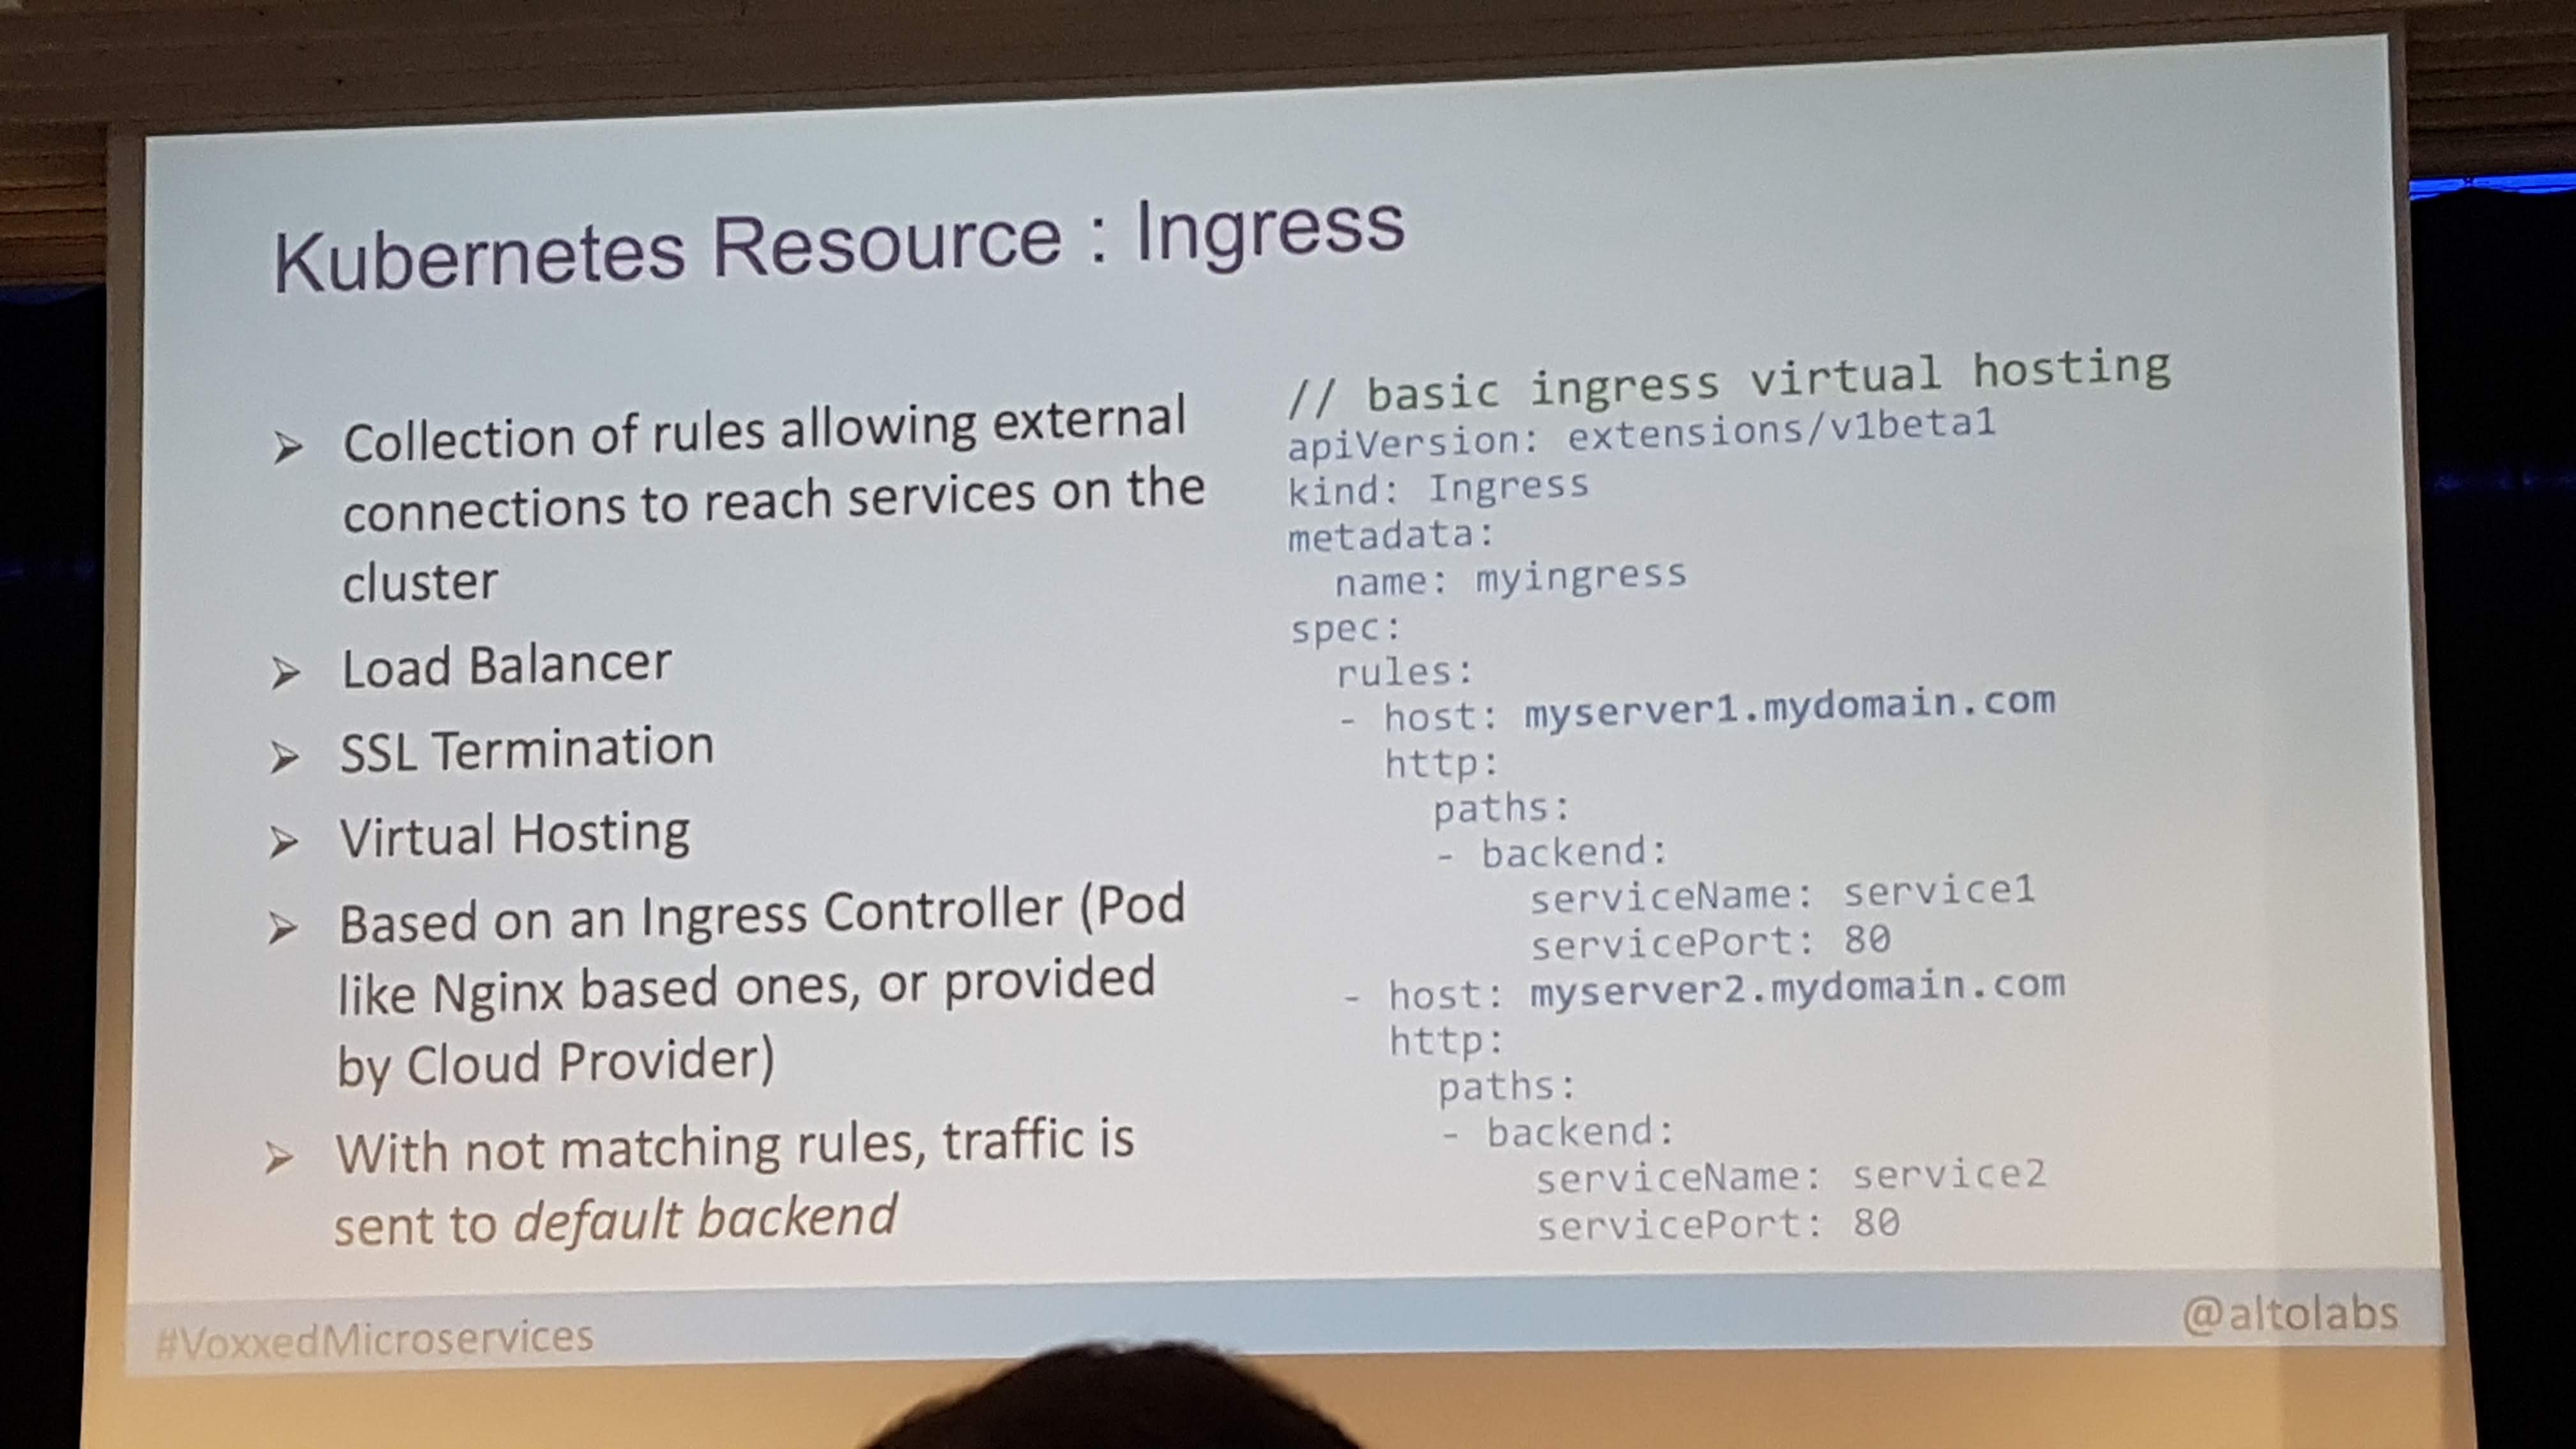 Kubernetes Resource : Ingress
➢ Collection of rules allowing external
connections to reach services on the
cluster
➢ Load Balancer
➢ SSL Termination
➢ Virtual Hosting
➢ Based on an Ingress Controller (Pod
like Nginx based ones, or provided
by Cloud Provider)
➢ With not matching rules, traffic is
sent to default backend
// basic ingress virtual hosting
apiVersion: extensions/v1beta1
kind: Ingress
metadata:
  name: myingress
spec:
  rules:
  - host: myserver1.mydomain.com
    http:
      paths:
      - backend:
          serviceName: service1
          servicePort: 80
  - host: myserver2.mydomain.com
    http:
      paths:
      - backend:
          serviceName: service2
          servicePort: 80
#VoxxedMicroservices
@altolabs